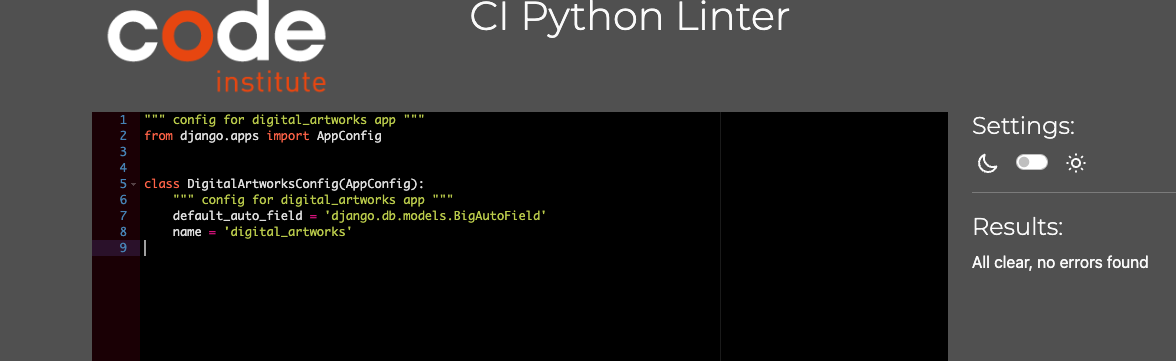 code
institute
CI Python Linter
1 """ config for digital_artworks app """
2 from django.apps import AppConfig
3
4
5 class DigitalArtworksConfig(AppConfig):
6     """ config for digital_artworks app """
7     default_auto_field = 'django.db.models.BigAutoField'
8     name = 'digital_artworks'
9
Settings:
Results:
All clear, no errors found